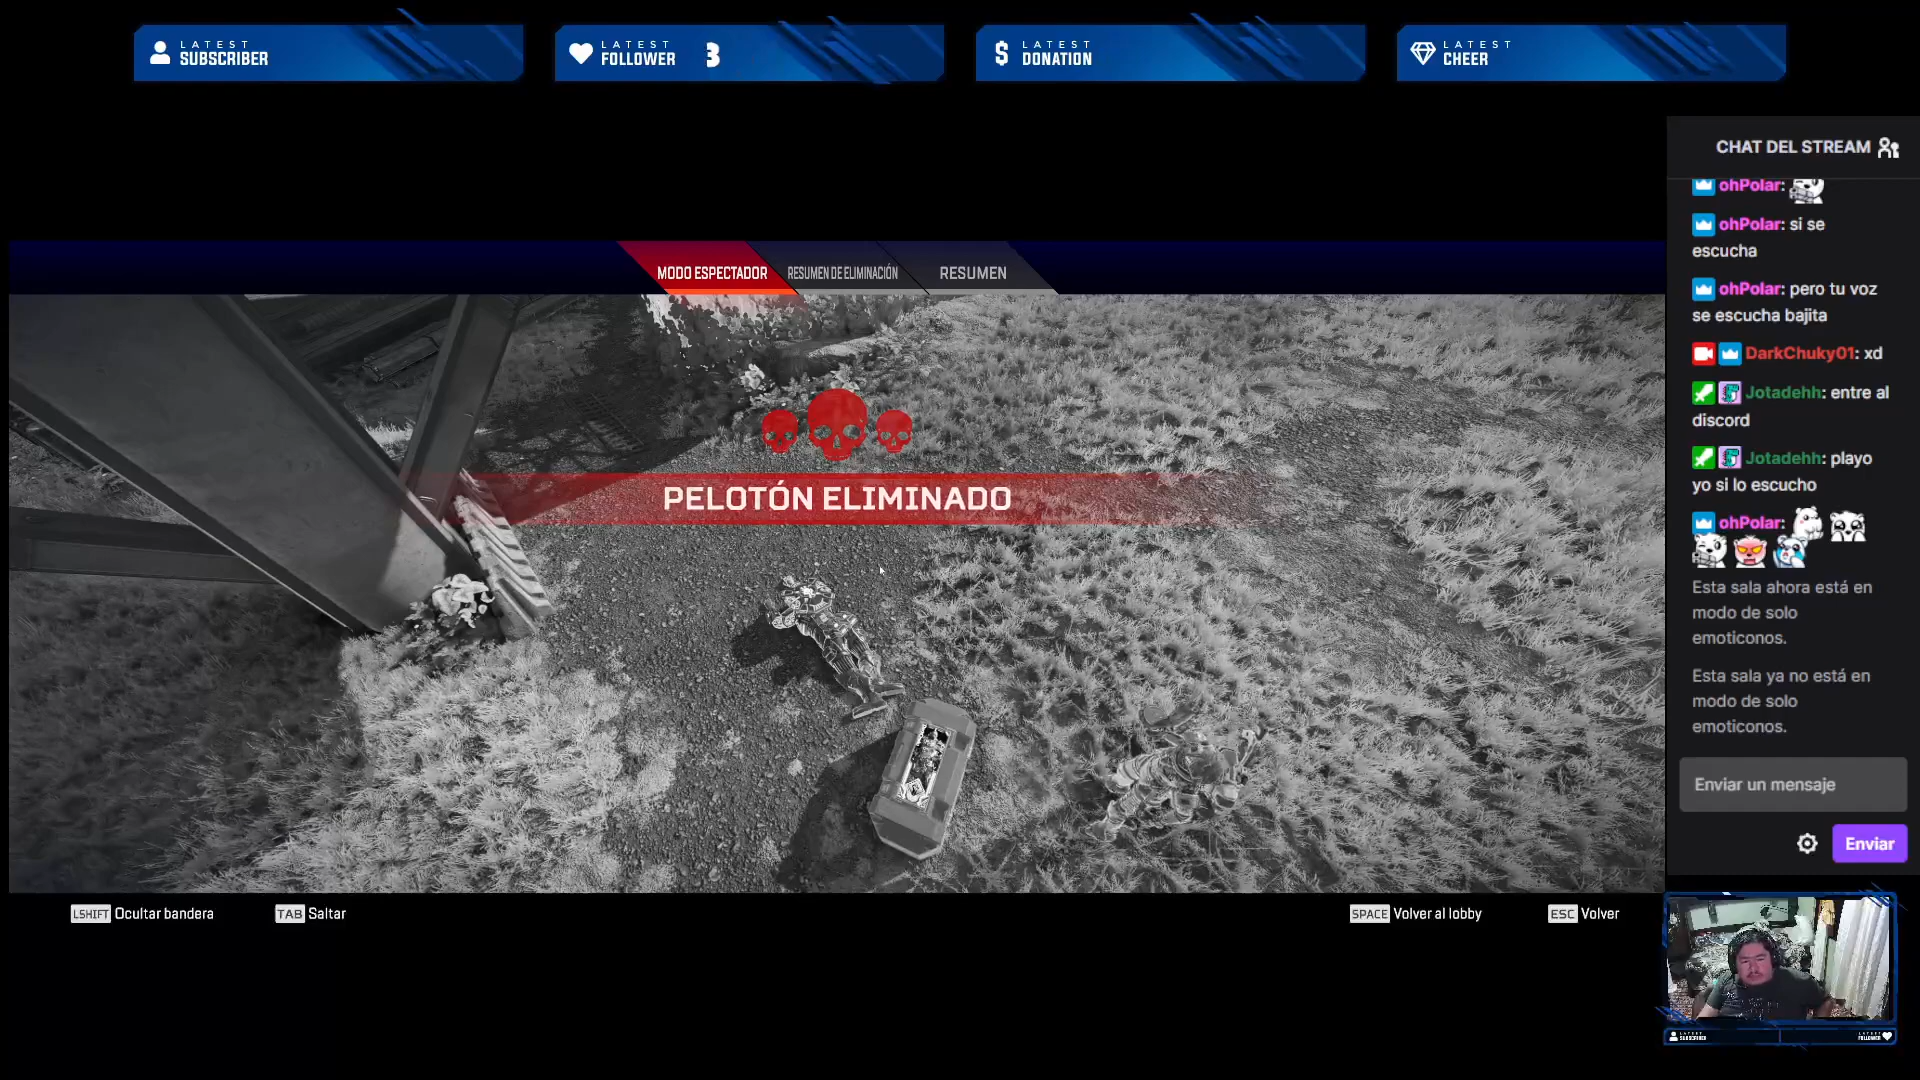 LATEST
SUBSCRIBER
LATEST
FOLLOWER
3
LATEST
DONATION
LATEST
CHEER
CHAT DEL STREAM
ohPolar:
ohPolar: si se
escucha
ohPolar: pero tu voz
se escucha bajita
DarkChuky01: xd
Jotadehh: entre al
discord
Jotadehh: playo
yo si lo escucho
ohPolar:
Esta sala ahora está en
modo de solo
emoticonos.
Esta sala ya no está en
modo de solo
emoticonos.
Enviar un mensaje
Enviar
MODO ESPECTADOR
RESUMEN DE ELIMINACIÓN
RESUMEN
PELOTÓN ELIMINADO
LSHIFT Ocultar bandera
TAB Saltar
SPACE Volver al lobby
ESC Volver
LATEST
SUBSCRIBER
LATEST
FOLLOWER